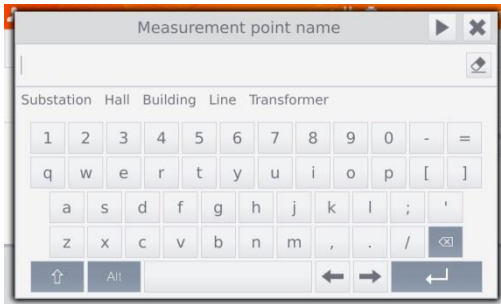 Measurement point name
Substation Hall Building Line Transformer
1 2 3 4 5 6 7 8 9 0 - =
q w e r t y u i o p [ ]
a s d f g h j k l ; '
z x c v b n m , . /
Alt